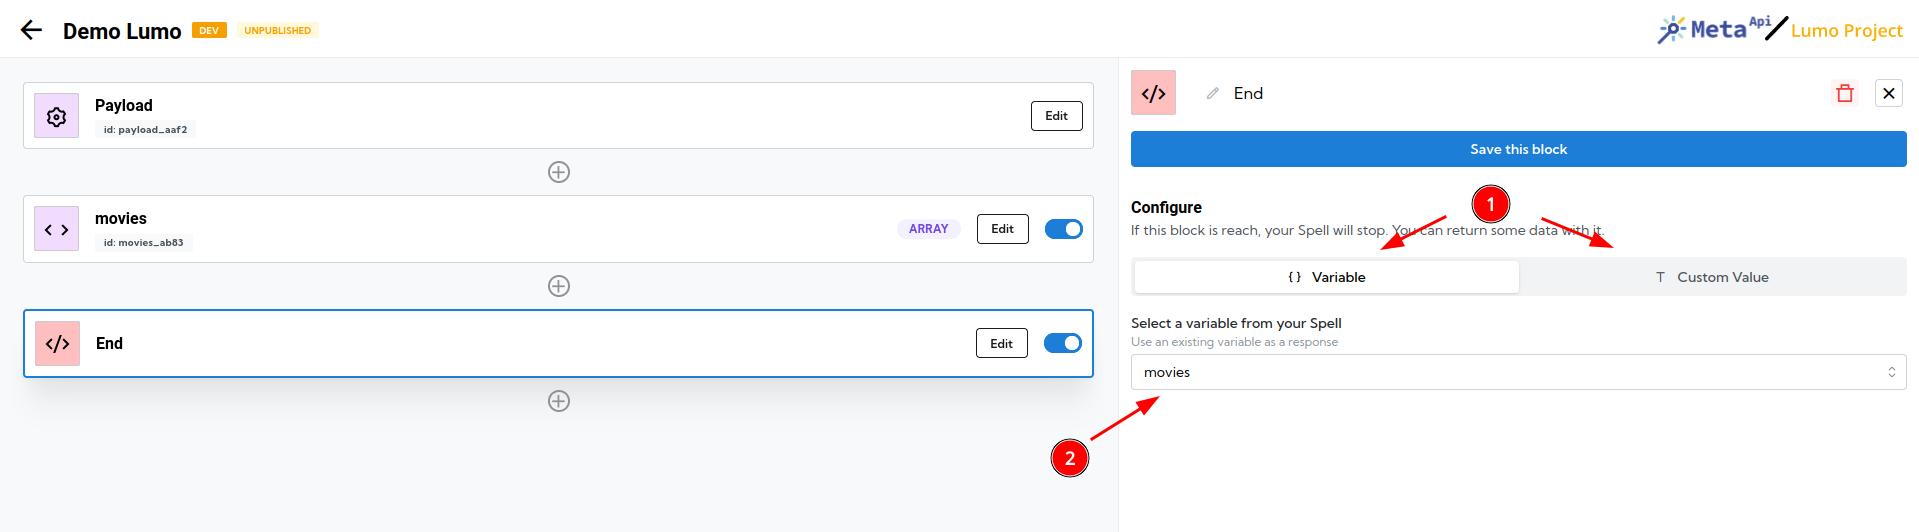 Demo Lumo DEV UNPUBLISHED
Meta Api Lumo Project
Payload
id: payload_aaf2
Edit
movies
id: movies_ab83
ARRAY Edit
</> End
Edit
</> End
Save this block
1
Configure
If this block is reach, your Spell will stop. You can return some data with it.
{ } Variable
T Custom Value
Select a variable from your Spell
Use an existing variable as a response
movies
2